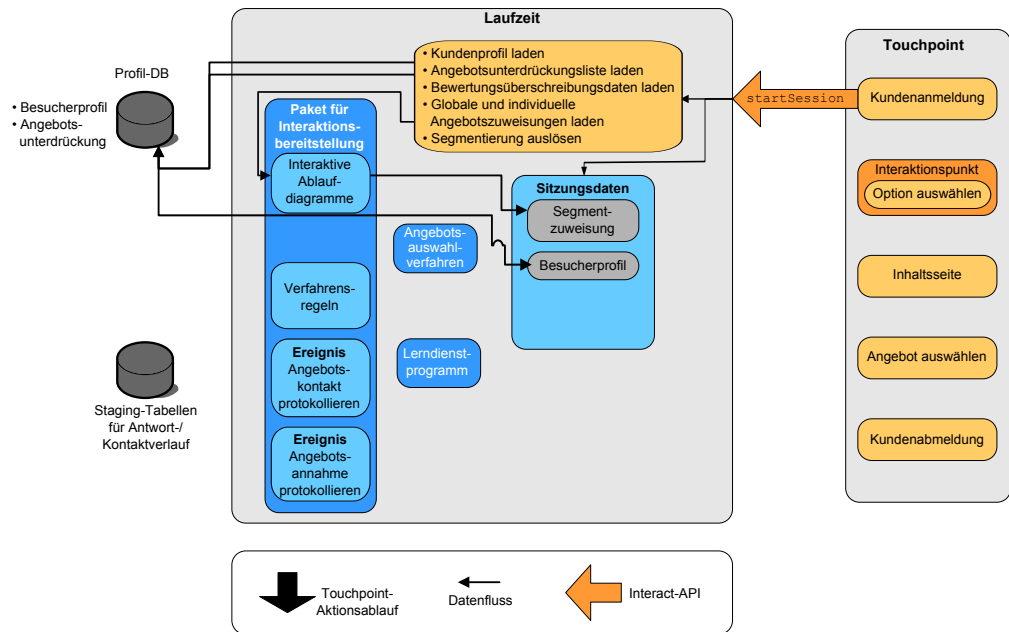 Laufzeit
• Kundenprofil laden
• Angebotsunterdrückungsliste laden
• Bewertungsüberschreibungsdaten laden
• Globale und individuelle
Angebotszuweisungen laden
• Segmentierung auslösen
Touchpoint
startSession
Kundenanmeldung
Interaktionspunkt
Option auswählen
Inhaltsseite
Angebot auswählen
Kundenabmeldung
Profil-DB
• Besucherprofil
• Angebots-
unterdrückung
Paket für
Interaktions-
bereitstellung
Interaktive
Ablauf-
diagramme
Verfahrens-
regeln
Ereignis
Angebots-
kontakt
protokollieren
Ereignis
Angebots-
annahme
protokollieren
Angebots-
auswahl-
verfahren
Lerndienst-
programm
Sitzungsdaten
Segment-
zuweisung
Besucherprofil
Staging-Tabellen
für Antwort-/
Kontaktverlauf
Touchpoint-
Aktionsablauf
Datenfluss
Interact-API